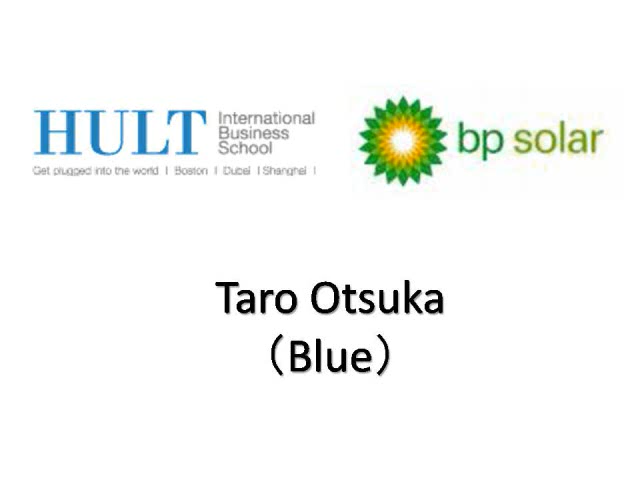 HULT International
Business
School
Get plugged into the world | Boston | Dubai | Shanghai |
bp solar
Taro Otsuka
（Blue）